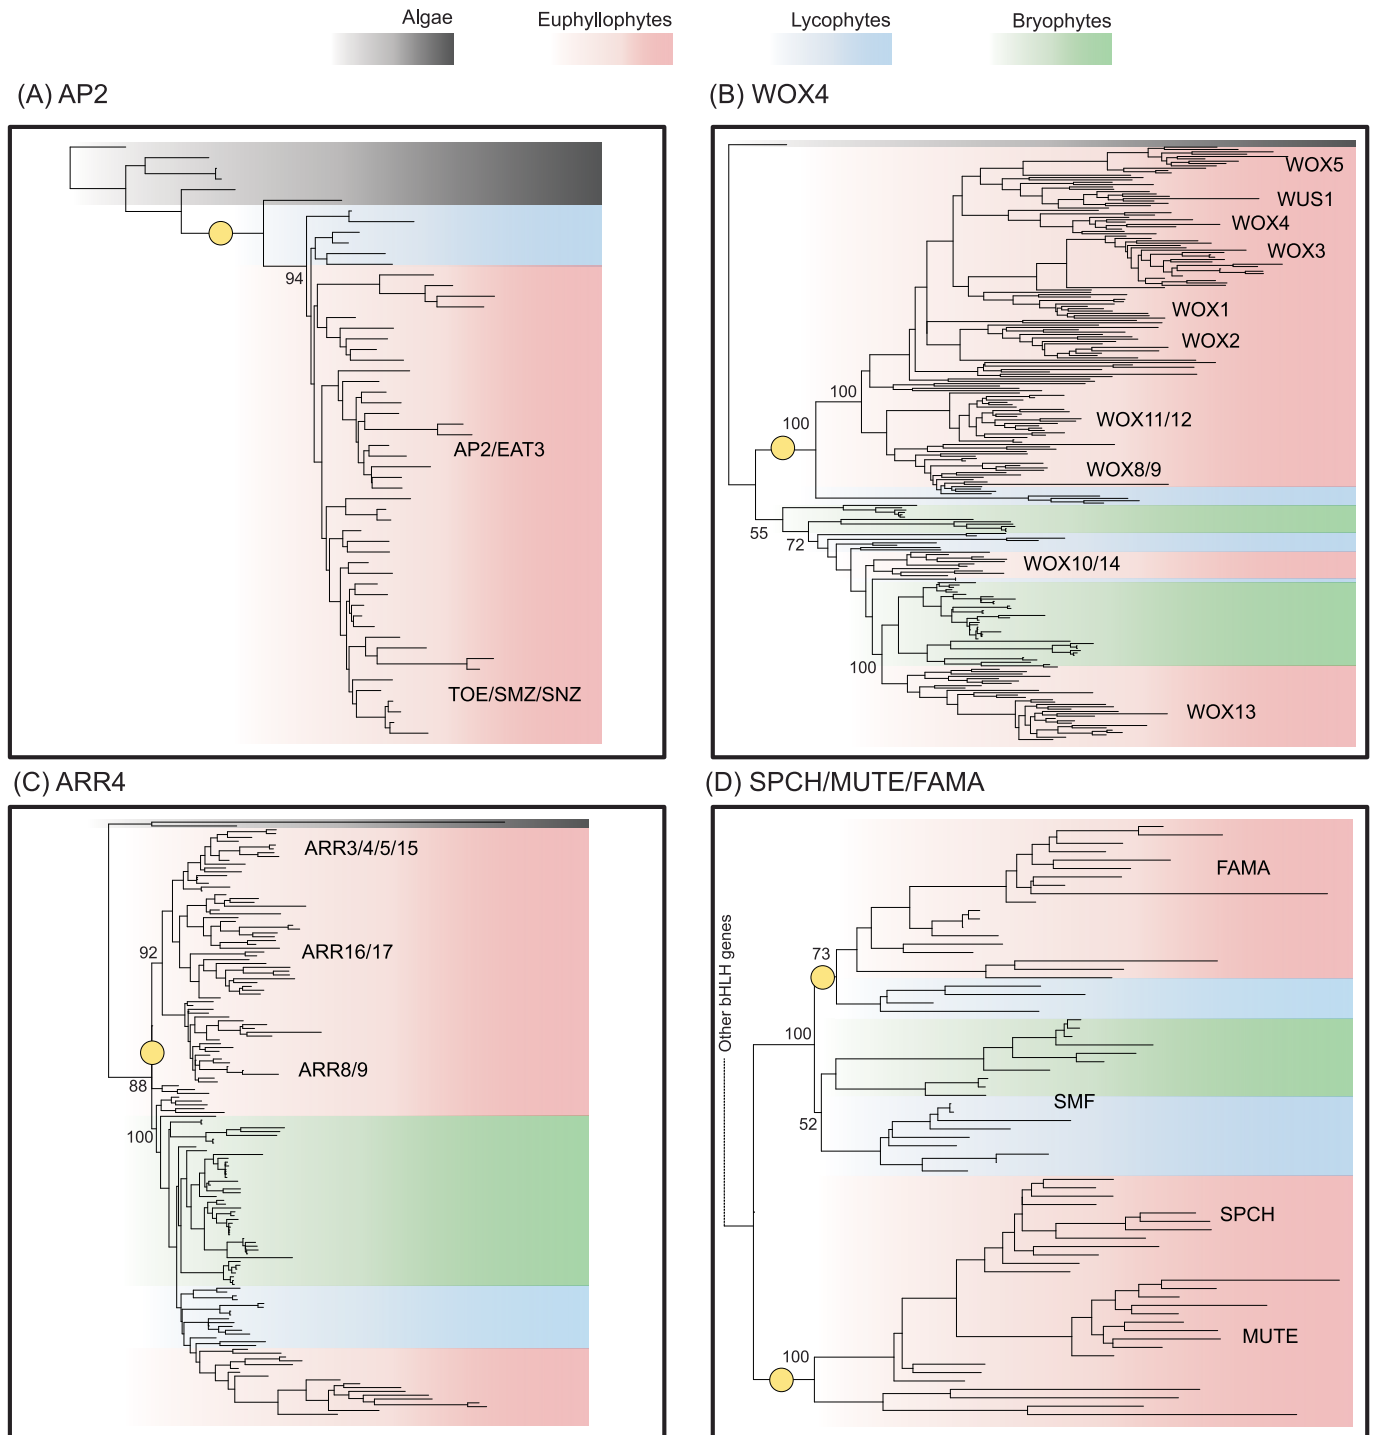 Algae
Euphyllophytes
Lycophytes
Bryophytes
(A) AP2
94
AP2/EAT3
TOE/SMZ/SNZ
(B) WOX4
WOX5
WUS1
WOX4
WOX3
WOX1
WOX2
100
WOX11/12
100
WOX8/9
55
72
WOX10/14
100
WOX13
(C) ARR4
ARR3/4/5/15
92
ARR16/17
ARR8/9
88
100
(D) SPCH/MUTE/FAMA
Other bHLH genes
FAMA
73
100
SMF
52
SPCH
MUTE
100